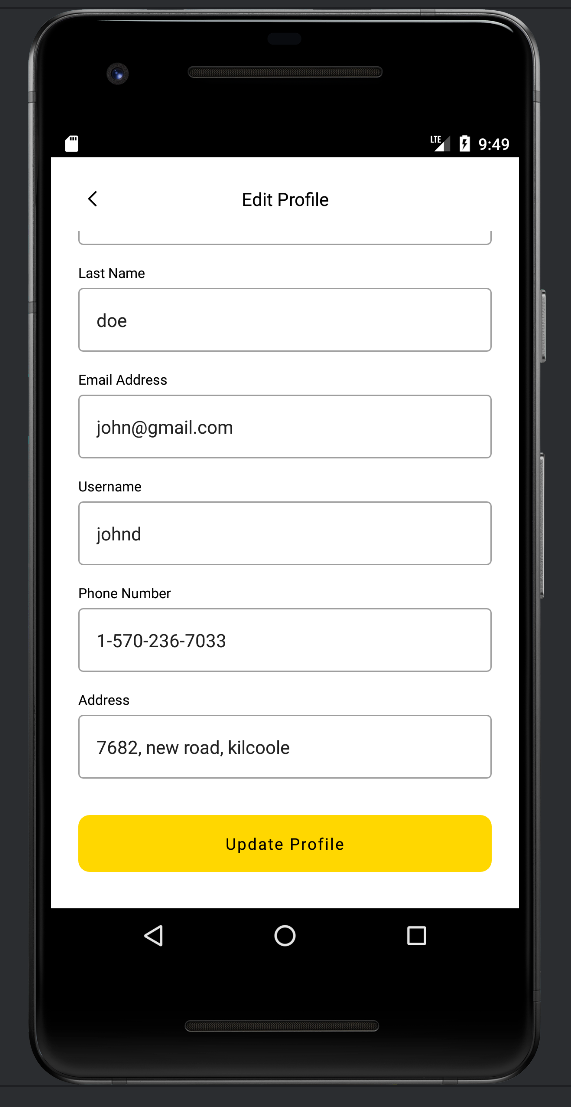 LTE 9:49
Edit Profile
Last Name
doe
Email Address
john@gmail.com
Username
johnd
Phone Number
1-570-236-7033
Address
7682, new road, kilcoole
Update Profile